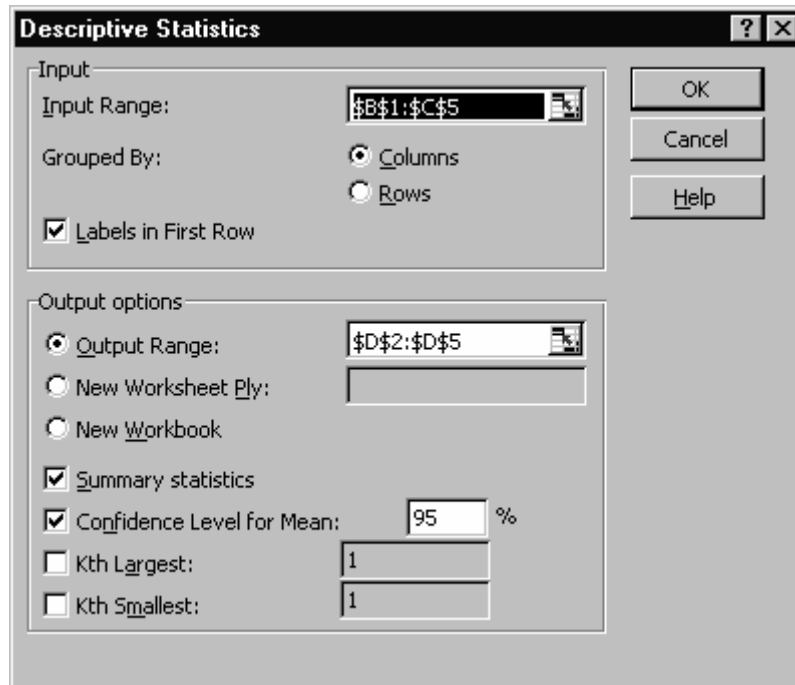 Descriptive Statistics
Input
Input Range: $B$1:$C$5
Grouped By: Columns
Rows
Labels in First Row
OK
Cancel
Help
Output options
Output Range: $D$2:$D$5
New Worksheet Ply:
New Workbook
Summary statistics
Confidence Level for Mean: 95 %
Kth Largest: 1
Kth Smallest: 1